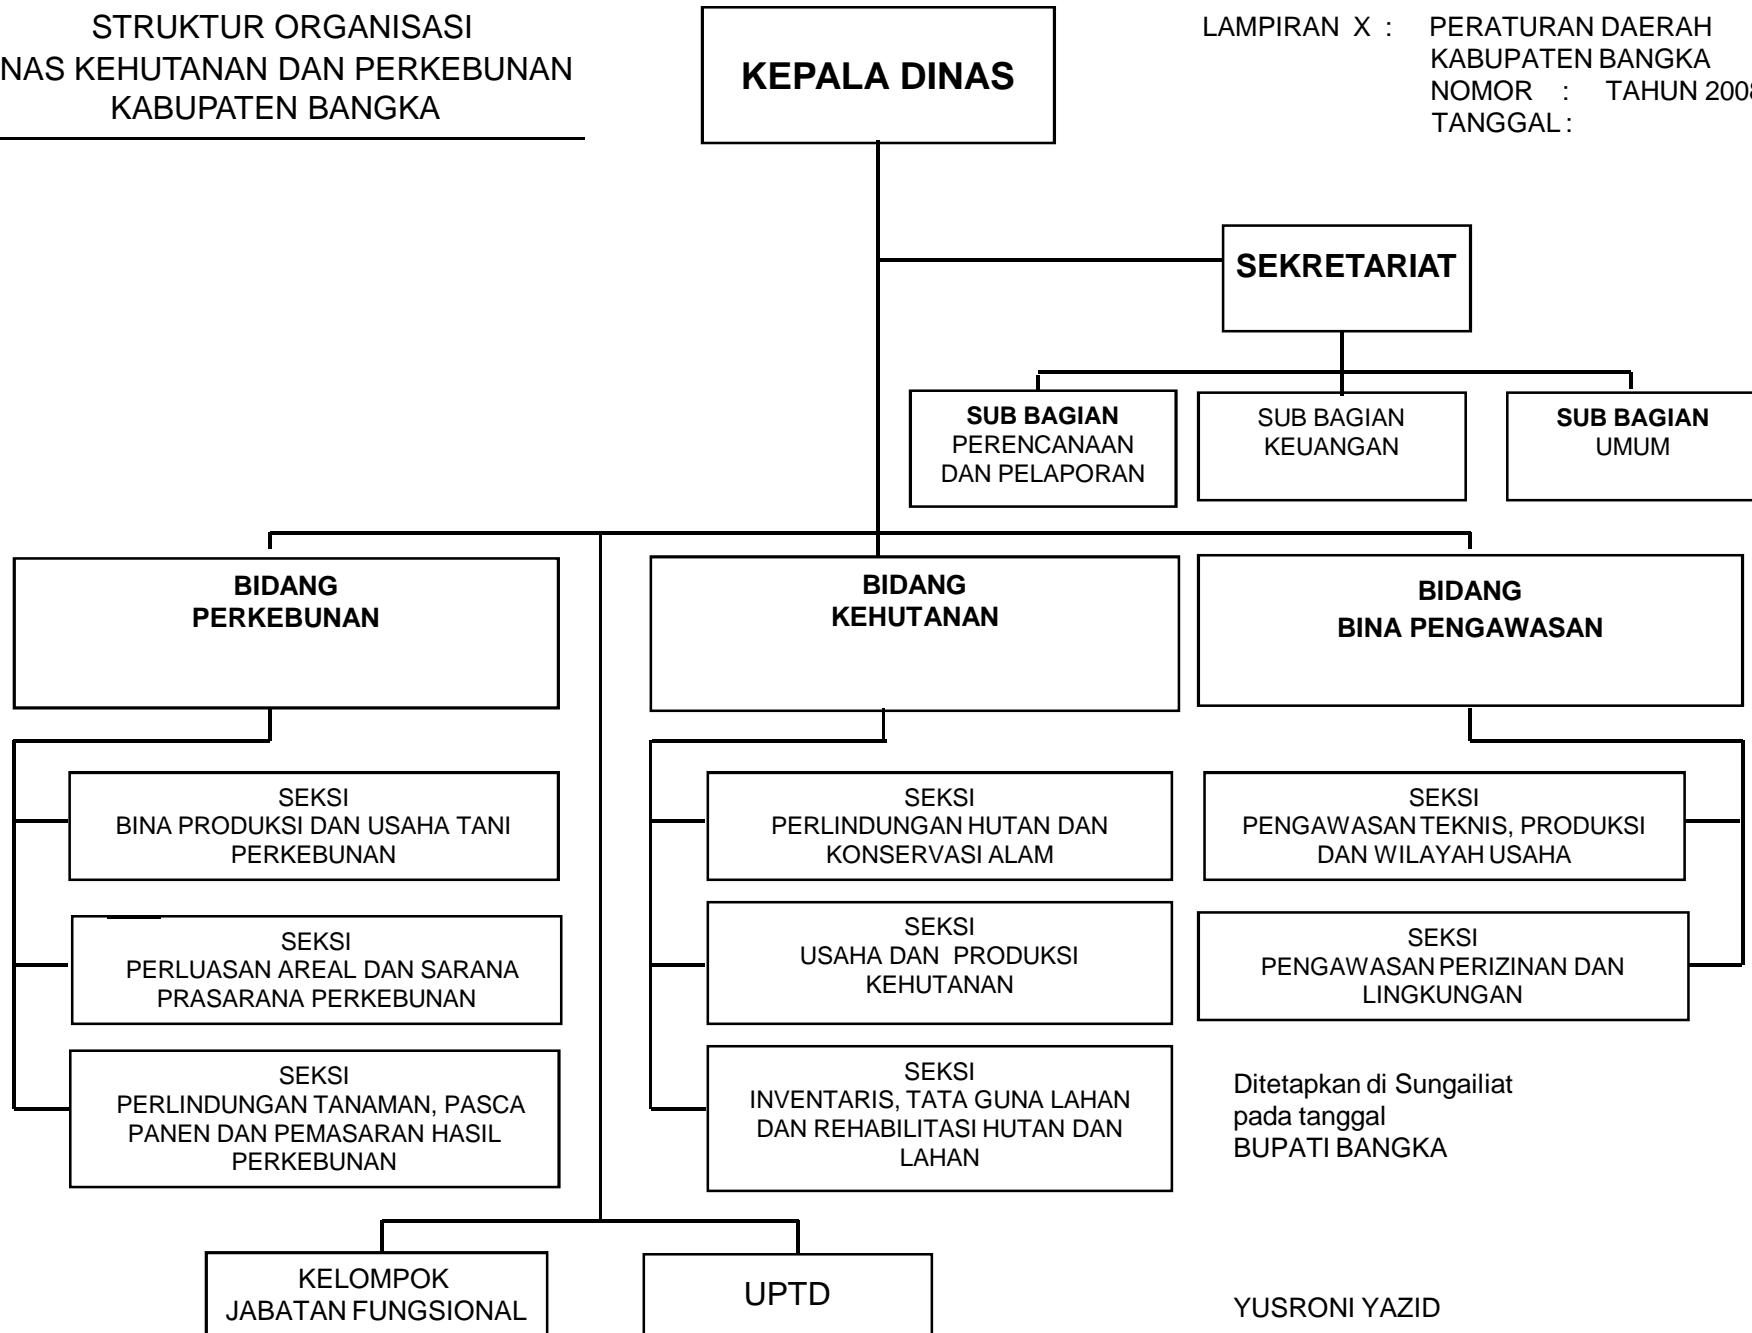 STRUKTUR ORGANISASI
NAS KEHUTANAN DAN PERKEBUNAN
KABUPATEN BANGKA
KEPALA DINAS
LAMPIRAN X : PERATURAN DAERAH
KABUPATEN BANGKA
NOMOR : TAHUN 2008
TANGGAL :
SEKRETARIAT
SUB BAGIAN
PERENCANAAN
DAN PELAPORAN
SUB BAGIAN
KEUANGAN
SUB BAGIAN
UMUM
BIDANG
PERKEBUNAN
BIDANG
KEHUTANAN
BIDANG
BINA PENGAWASAN
SEKSI
BINA PRODUKSI DAN USAHA TANI
PERKEBUNAN
SEKSI
PERLUASAN AREAL DAN SARANA
PRASARANA PERKEBUNAN
SEKSI
PERLINDUNGAN TANAMAN, PASCA
PANEN DAN PEMASARAN HASIL
PERKEBUNAN
SEKSI
PERLINDUNGAN HUTAN DAN
KONSERVASI ALAM
SEKSI
USAHA DAN PRODUKSI
KEHUTANAN
SEKSI
INVENTARIS, TATA GUNA LAHAN
DAN REHABILITASI HUTAN DAN
LAHAN
SEKSI
PENGAWASAN TEKNIS, PRODUKSI
DAN WILAYAH USAHA
SEKSI
PENGAWASAN PERIZINAN DAN
LINGKUNGAN
Ditetapkan di Sungailiat
pada tanggal
BUPATI BANGKA
KELOMPOK
JABATAN FUNGSIONAL
UPTD
YUSRONI YAZID